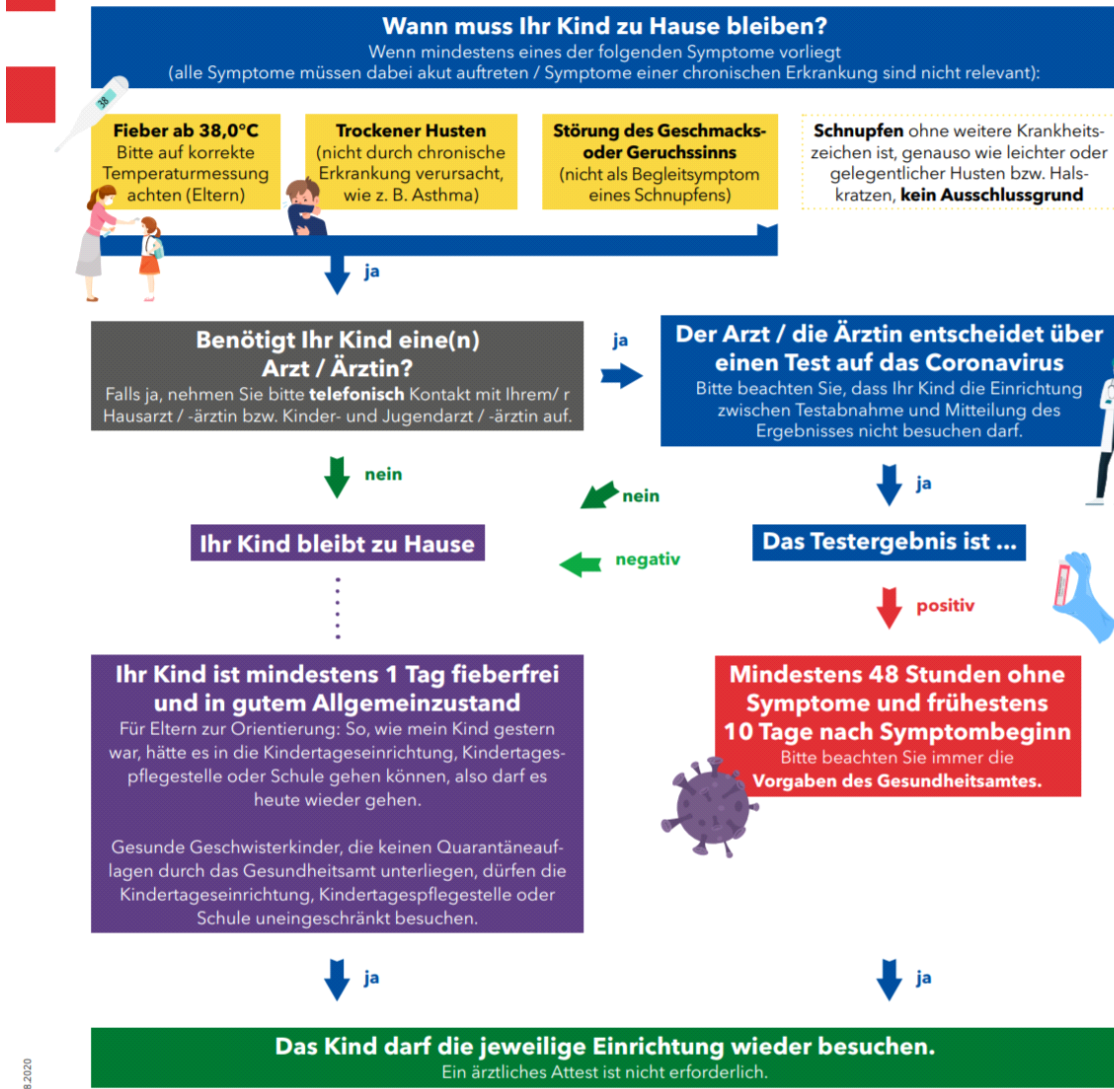 Wann muss Ihr Kind zu Hause bleiben?
Wenn mindestens eines der folgenden Symptome vorliegt
(alle Symptome müssen dabei akut auftreten / Symptome einer chronischen Erkrankung sind nicht relevant):
38
Fieber ab 38,0°C
Bitte auf korrekte
Temperaturmessung
achten (Eltern)
Trockener Husten
(nicht durch chronische
Erkrankung verursacht,
wie z. B. Asthma)
Störung des Geschmacks-
oder Geruchssinns
(nicht als Begleitsymptom
eines Schnupfens)
Schnupfen ohne weitere Krankheits-
zeichen ist, genauso wie leichter oder
gelegentlicher Husten bzw. Hals-
kratzen, kein Ausschlussgrund
ja
Benötigt Ihr Kind eine(n)
Arzt / Ärztin?
Falls ja, nehmen Sie bitte telefonisch Kontakt mit Ihrem/ r
Hausarzt / -ärztin bzw. Kinder- und Jugendarzt / -ärztin auf.
ja
Der Arzt / die Ärztin entscheidet über
einen Test auf das Coronavirus
Bitte beachten Sie, dass Ihr Kind die Einrichtung
zwischen Testabnahme und Mitteilung des
Ergebnisses nicht besuchen darf.
nein
nein
ja
Ihr Kind bleibt zu Hause
negativ
Das Testergebnis ist ...
positiv
Ihr Kind ist mindestens 1 Tag fieberfrei
und in gutem Allgemeinzustand
Für Eltern zur Orientierung: So, wie mein Kind gestern
war, hätte es in die Kindertageseinrichtung, Kindertages-
pflegestelle oder Schule gehen können, also darf es
heute wieder gehen.
Gesunde Geschwisterkinder, die keinen Quarantäneauf-
lagen durch das Gesundheitsamt unterliegen, dürfen die
Kindertageseinrichtung, Kindertagespflegestelle oder
Schule uneingeschränkt besuchen.
Mindestens 48 Stunden ohne
Symptome und frühestens
10 Tage nach Symptombeginn
Bitte beachten Sie immer die
Vorgaben des Gesundheitsamtes.
ja
ja
Das Kind darf die jeweilige Einrichtung wieder besuchen.
Ein ärztliches Attest ist nicht erforderlich.
8.2020